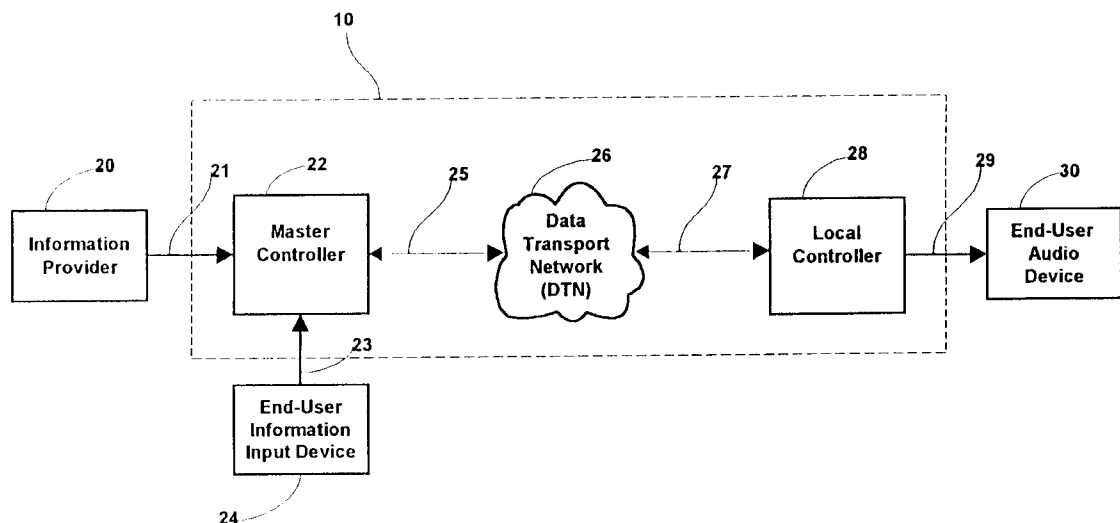 10
20
21
22
25
26
27
28
29
30
Information
Provider
Master
Controller
Data
Transport
Network
(DTN)
Local
Controller
End-User
Audio
Device
23
End-User
Information
Input Device
24